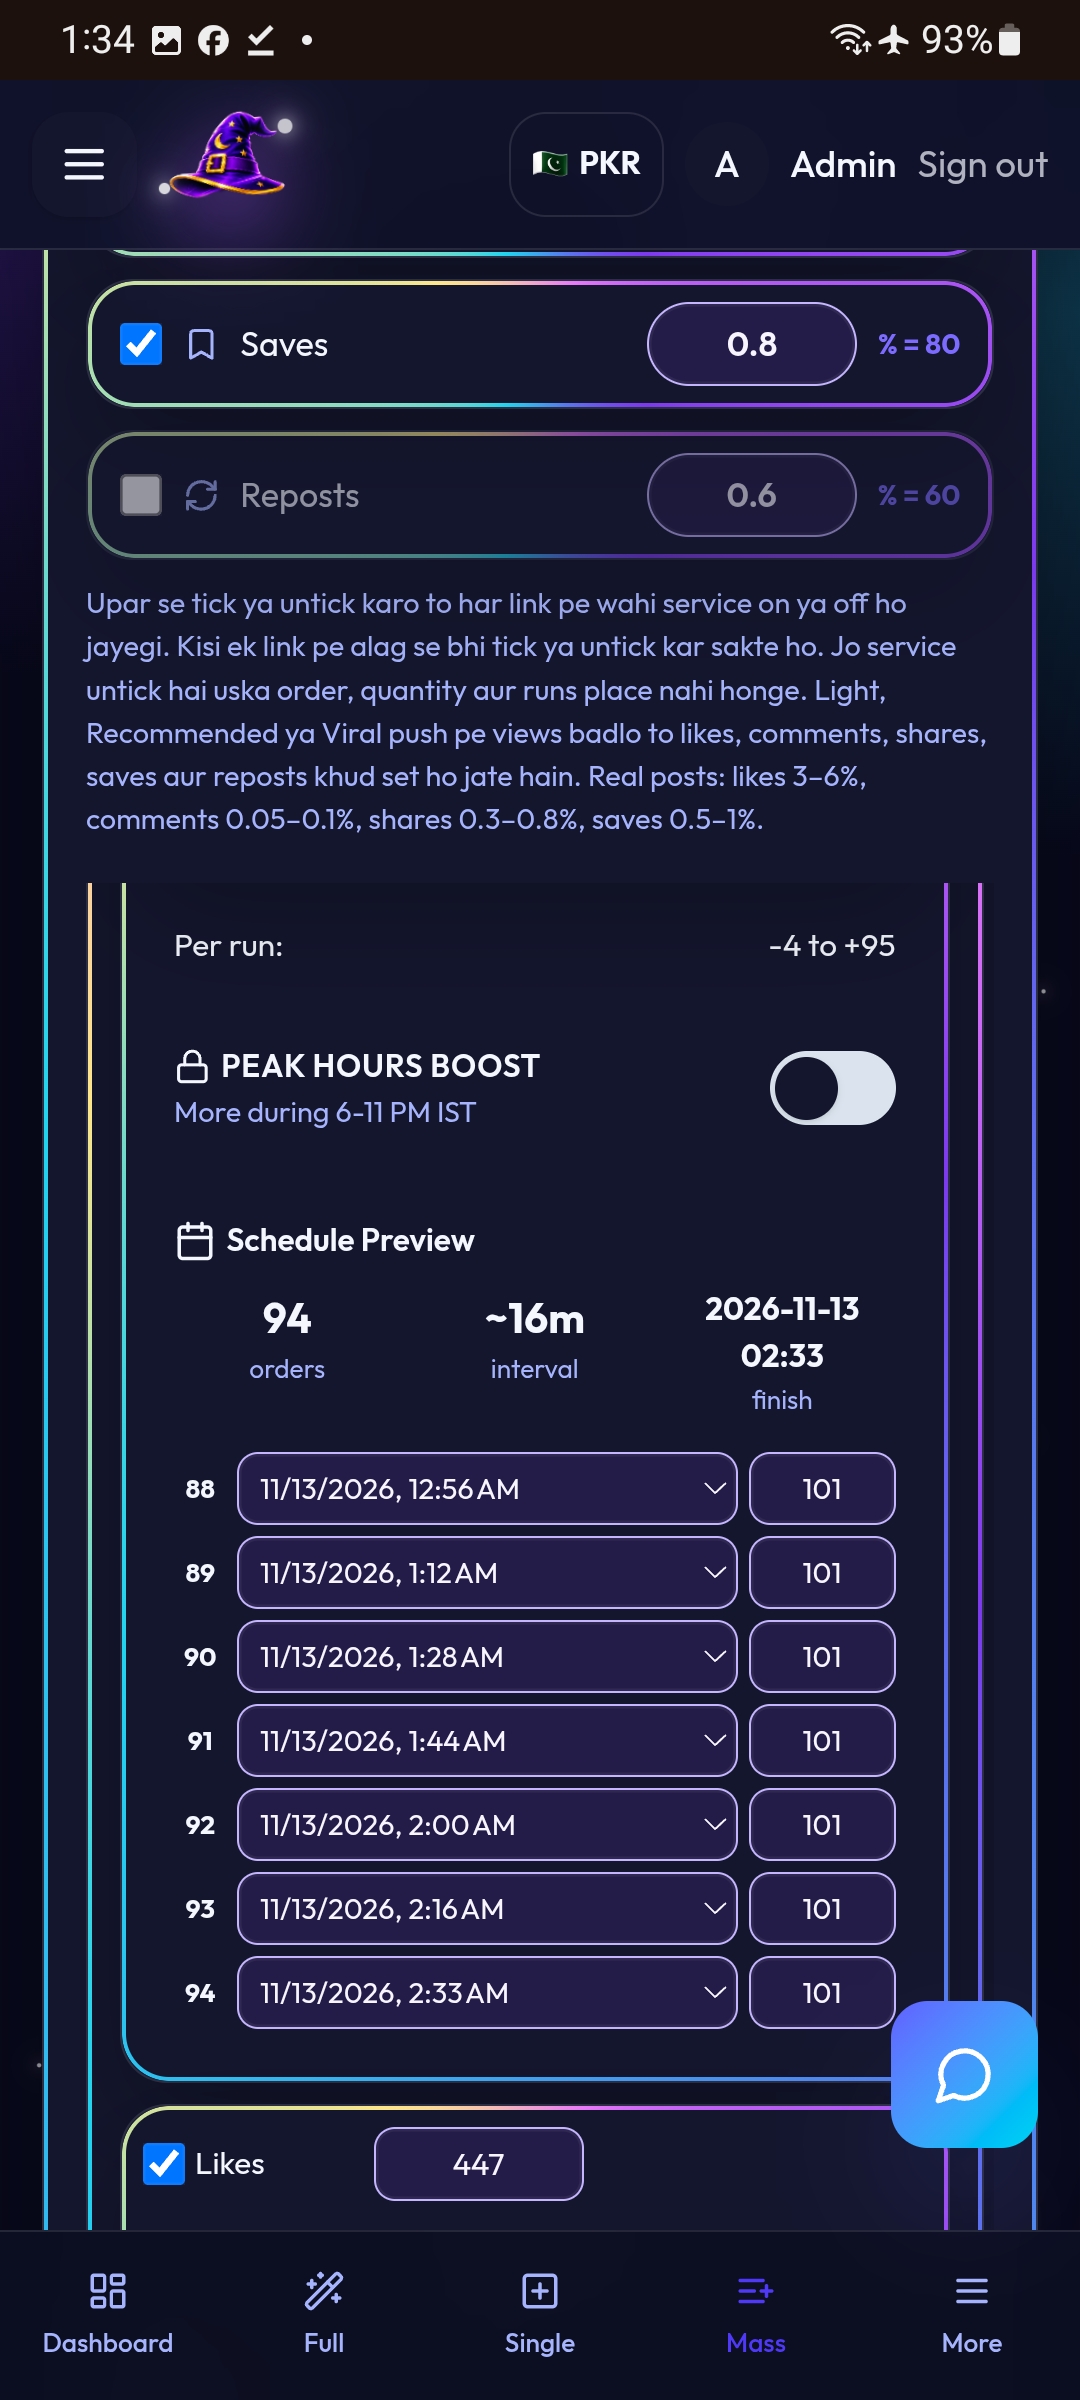 1:34
93%
🇵🇰 PKR
A
Admin
Sign out
Saves
0.8
% = 80
Reposts
0.6
% = 60
Upar se tick ya untick karo to har link pe wahi service on ya off ho
jayegi. Kisi ek link pe alag se bhi tick ya untick kar sakte ho. Jo service
untick hai uska order, quantity aur runs place nahi honge. Light,
Recommended ya Viral push pe views badlo to likes, comments, shares,
saves aur reposts khud set ho jate hain. Real posts: likes 3–6%,
comments 0.05–0.1%, shares 0.3–0.8%, saves 0.5–1%.
Per run:
-4 to +95
PEAK HOURS BOOST
More during 6-11 PM IST
Schedule Preview
94
orders
~16m
interval
2026-11-13
02:33
finish
88 11/13/2026, 12:56 AM 101
89 11/13/2026, 1:12 AM 101
90 11/13/2026, 1:28 AM 101
91 11/13/2026, 1:44 AM 101
92 11/13/2026, 2:00 AM 101
93 11/13/2026, 2:16 AM 101
94 11/13/2026, 2:33 AM 101
Likes
447
Dashboard
Full
Single
Mass
More